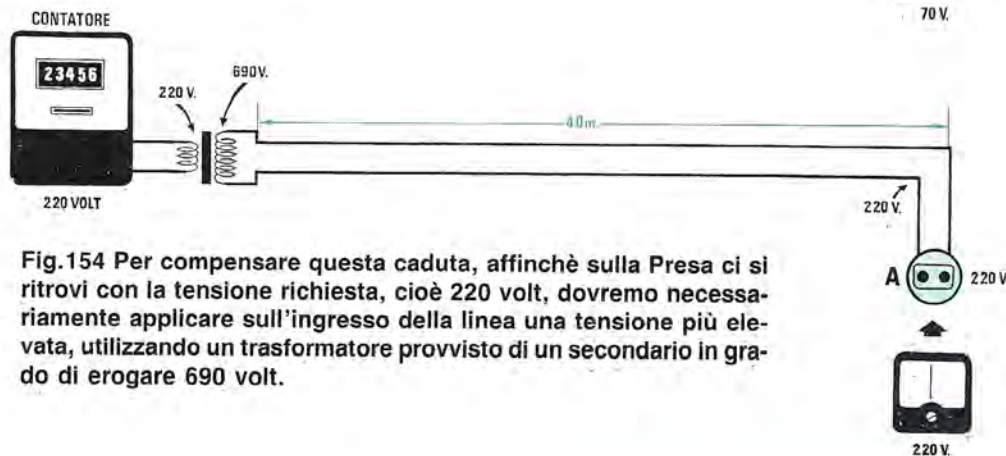 CONTATORE
70 V.
23456
220 V.
690 V.
40 m.
220 VOLT
220 V.
A
220 V.
Fig.154 Per compensare questa caduta, affinchè sulla Presa ci si
ritrovi con la tensione richiesta, cioè 220 volt, dovremo necessa-
riamente applicare sull'ingresso della linea una tensione più ele-
vata, utilizzando un trasformatore provvisto di un secondario in gra-
do di erogare 690 volt.
220 V.